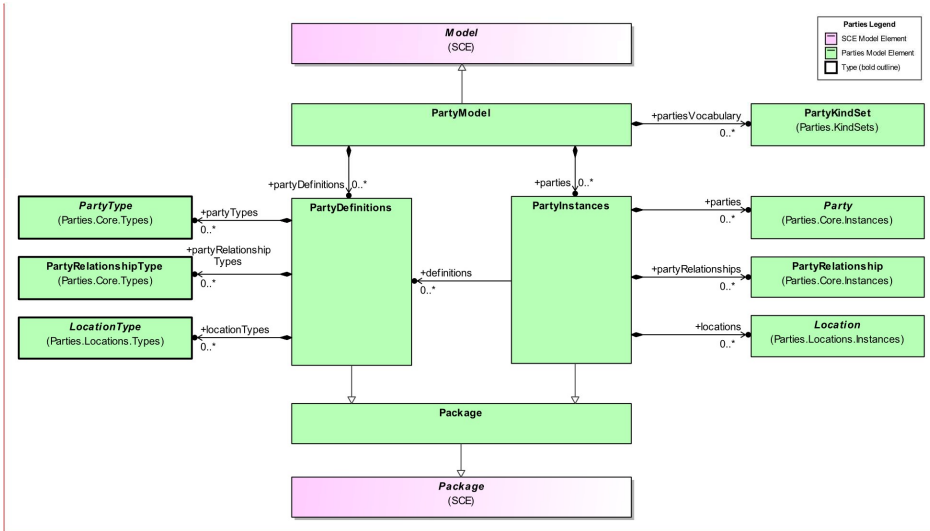 Model
(SCE)
Parties Legend
SCE Model Element
Parties Model Element
Type (bold outline)
PartyModel
+partiesVocabulary
0..*
PartyKindSet
(Parties.KindSets)
+partyDefinitions
0..*
+parties
0..*
PartyType
(Parties.Core.Types)
+partyTypes
0..*
PartyDefinitions
PartyInstances
+parties
0..*
Party
(Parties.Core.Instances)
PartyRelationshipType
(Parties.Core.Types)
+partyRelationship
Types
0..*
+definitions
0..*
+partyRelationships
0..*
PartyRelationship
(Parties.Core.Instances)
LocationType
(Parties.Locations.Types)
+locationTypes
0..*
+locations
0..*
Location
(Parties.Locations.Instances)
Package
Package
(SCE)